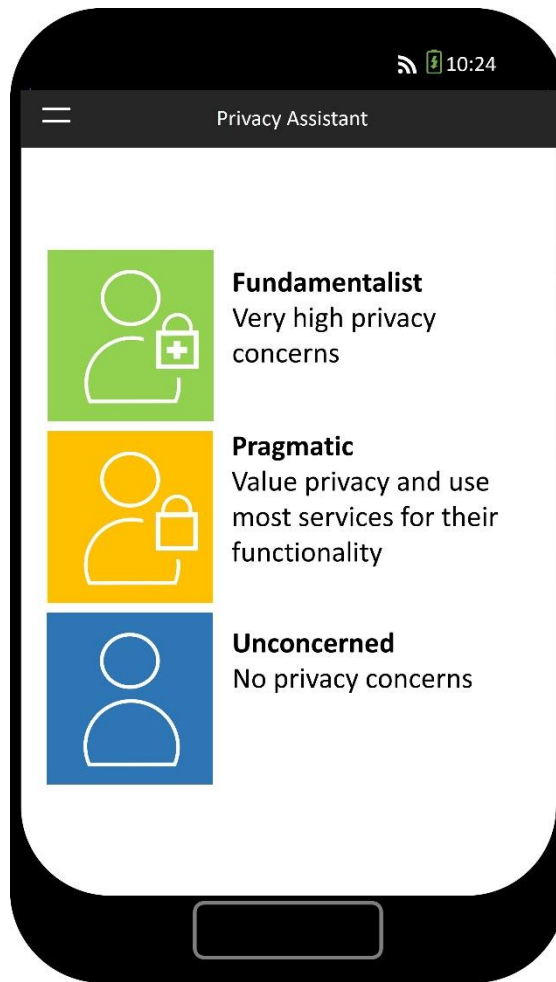 10:24
Privacy Assistant
Fundamentalist
Very high privacy
concerns
Pragmatic
Value privacy and use
most services for their
functionality
Unconcerned
No privacy concerns